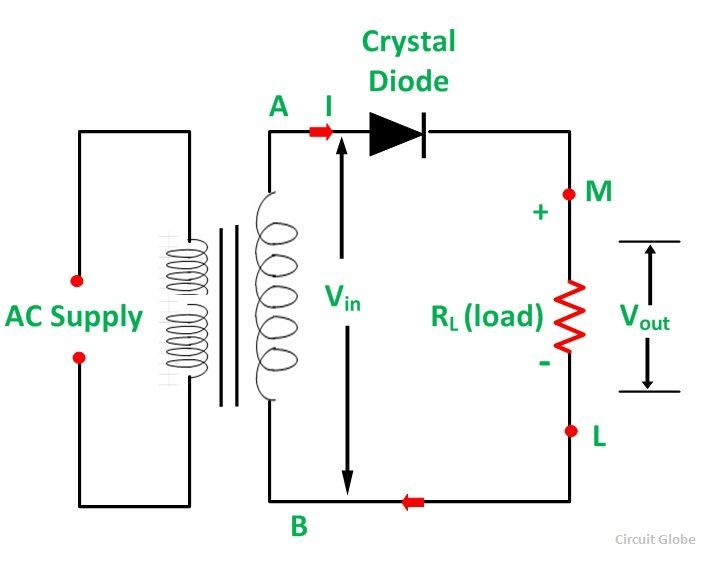 Crystal
Diode
A I
M
+
Vin
AC Supply
RL (load)
Vout
-
L
B
Circuit Globe